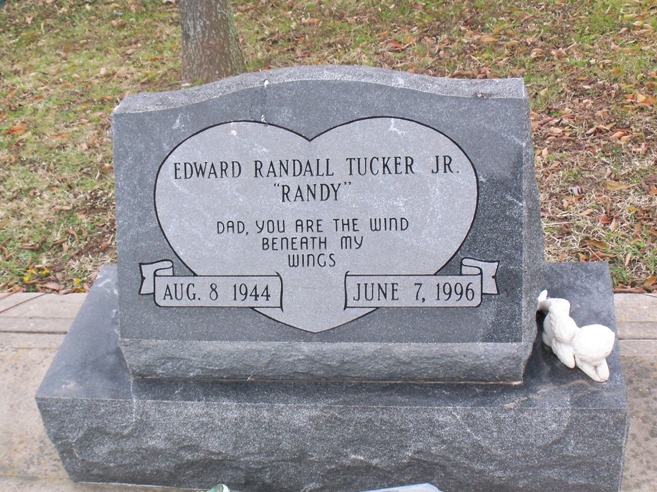 EDWARD RANDALL TUCKER JR.
"RANDY"
DAD, YOU ARE THE WIND
BENEATH MY
WINGS
AUG. 8 1944
JUNE 7, 1996